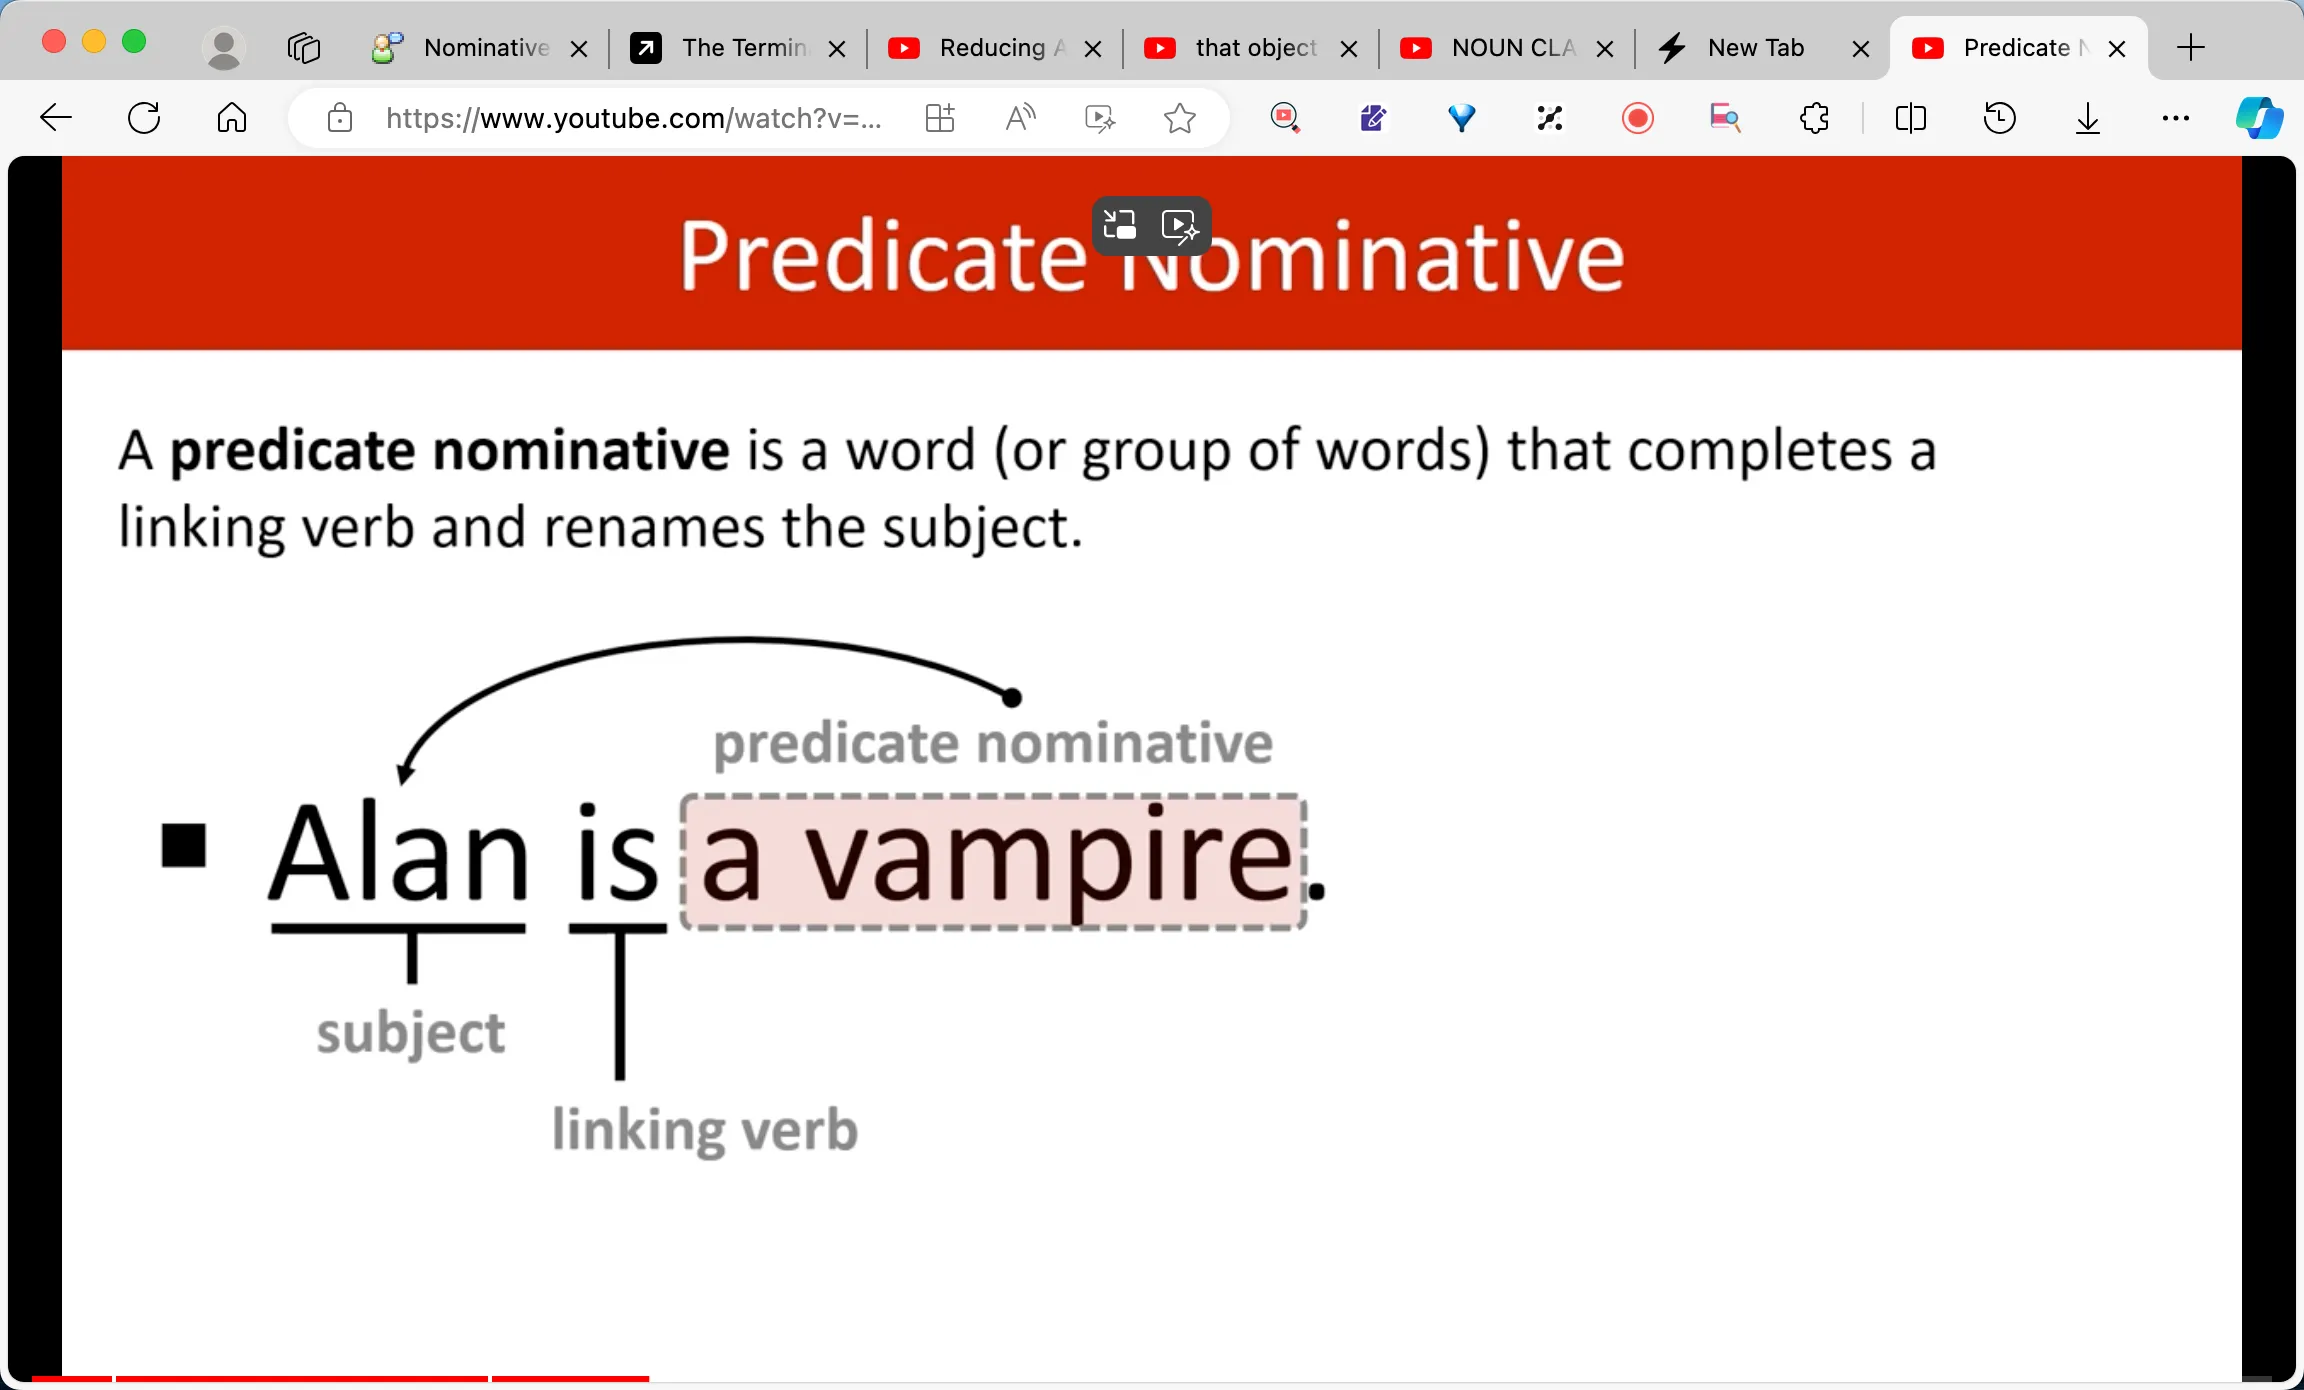 Nominative
The Termin
Reducing A
that object
NOUN CLA
New Tab
Predicate N
https://www.youtube.com/watch?v=...
Predicate Nominative
A predicate nominative is a word (or group of words) that completes a
linking verb and renames the subject.
predicate nominative
Alan is a vampire.
subject
linking verb